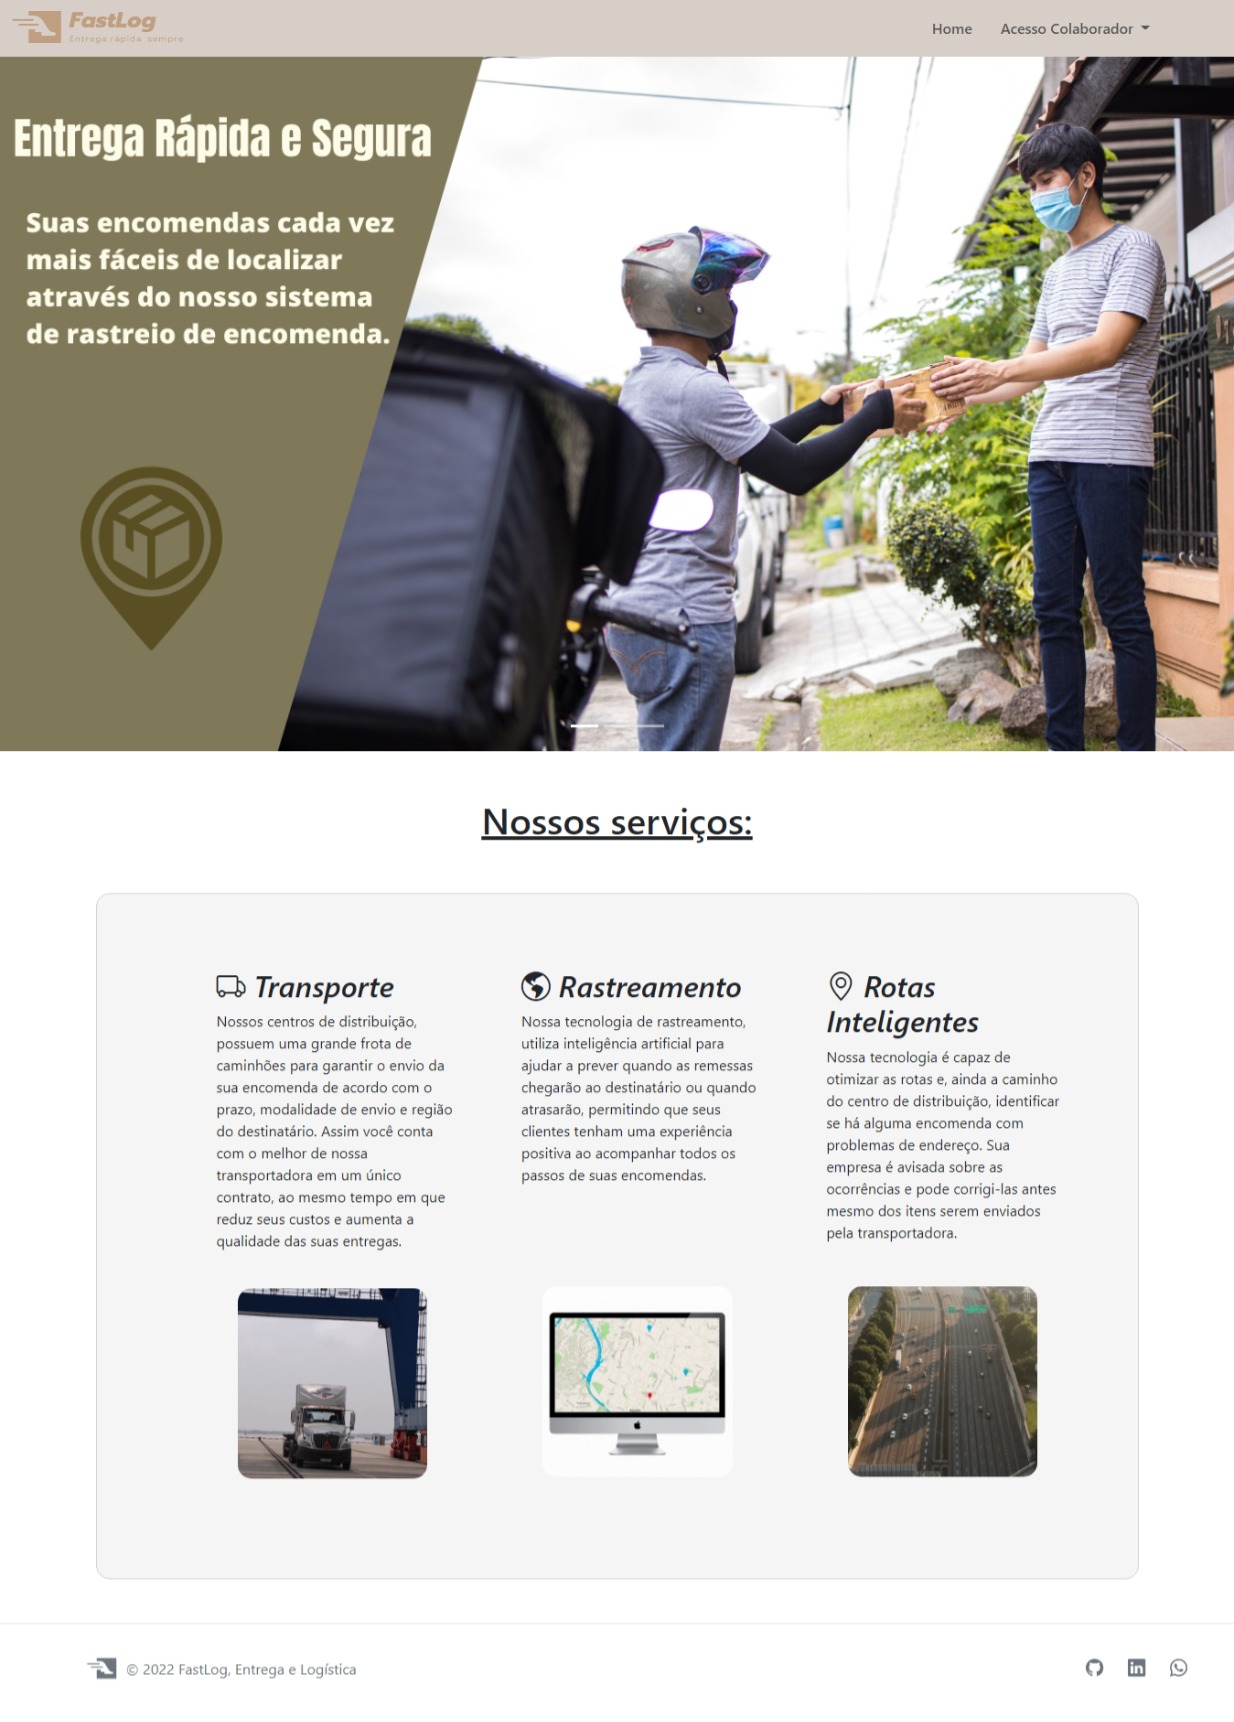 FastLog
Entrega rápida sempre
Home
Acesso Colaborador
Entrega Rápida e Segura
Suas encomendas cada vez
mais fáceis de localizar
através do nosso sistema
de rastreio de encomenda.
Nossos serviços:
Transporte
Nossos centros de distribuição,
possuem uma grande frota de
caminhões para garantir o envio da
sua encomenda de acordo com o
prazo, modalidade de envio e região
do destinatário. Assim você conta
com o melhor de nossa
transportadora em um único
contrato, ao mesmo tempo em que
reduz seus custos e aumenta a
qualidade das suas entregas.
Rastreamento
Nossa tecnologia de rastreamento,
utiliza inteligência artificial para
ajudar a prever quando as remessas
chegarão ao destinatário ou quando
atrasarão, permitindo que seus
clientes tenham uma experiência
positiva ao acompanhar todos os
passos de suas encomendas.
Rotas
Inteligentes
Nossa tecnologia é capaz de
otimizar as rotas e, ainda a caminho
do centro de distribuição, identificar
se há alguma encomenda com
problemas de endereço. Sua
empresa é avisada sobre as
ocorrências e pode corrigi-las antes
mesmo dos itens serem enviados
pela transportadora.
© 2022 FastLog, Entrega e Logística